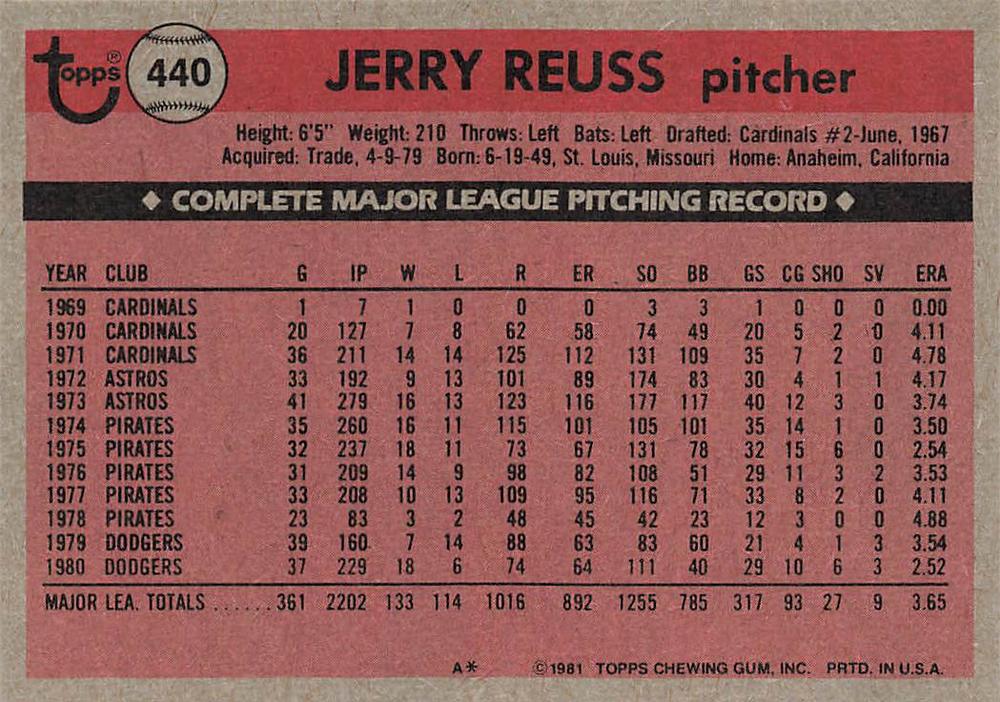 Topps® 440 JERRY REUSS pitcher
Height: 6'5" Weight: 210 Throws: Left Bats: Left Drafted: Cardinals #2-June, 1967
Acquired: Trade, 4-9-79 Born: 6-19-49, St. Louis, Missouri Home: Anaheim, California
◆ COMPLETE MAJOR LEAGUE PITCHING RECORD ◆
YEAR CLUB G IP W L R ER SO BB GS CG SHO SV ERA
1969 CARDINALS 1 7 1 0 0 0 3 3 1 0 0 0 0.00
1970 CARDINALS 20 127 7 8 62 58 74 49 20 5 2 0 4.11
1971 CARDINALS 36 211 14 14 125 112 131 109 35 7 2 0 4.78
1972 ASTROS 33 192 9 13 101 89 174 83 30 4 1 1 4.17
1973 ASTROS 41 279 16 13 123 116 177 117 40 12 3 0 3.74
1974 PIRATES 35 260 16 11 115 101 105 101 35 14 1 0 3.50
1975 PIRATES 32 237 18 11 73 67 131 78 32 15 6 0 2.54
1976 PIRATES 31 209 14 9 98 82 108 51 29 11 3 2 3.53
1977 PIRATES 33 208 10 13 109 95 116 71 33 8 2 0 4.11
1978 PIRATES 23 83 3 2 48 45 42 23 12 3 0 0 4.88
1979 DODGERS 39 160 7 14 88 63 83 60 21 4 1 3 3.54
1980 DODGERS 37 229 18 6 74 64 111 40 29 10 6 3 2.52
MAJOR LEA. TOTALS ...... 361 2202 133 114 1016 892 1255 785 317 93 27 9 3.65
A* ©1981 TOPPS CHEWING GUM, INC. PRTD. IN U.S.A.